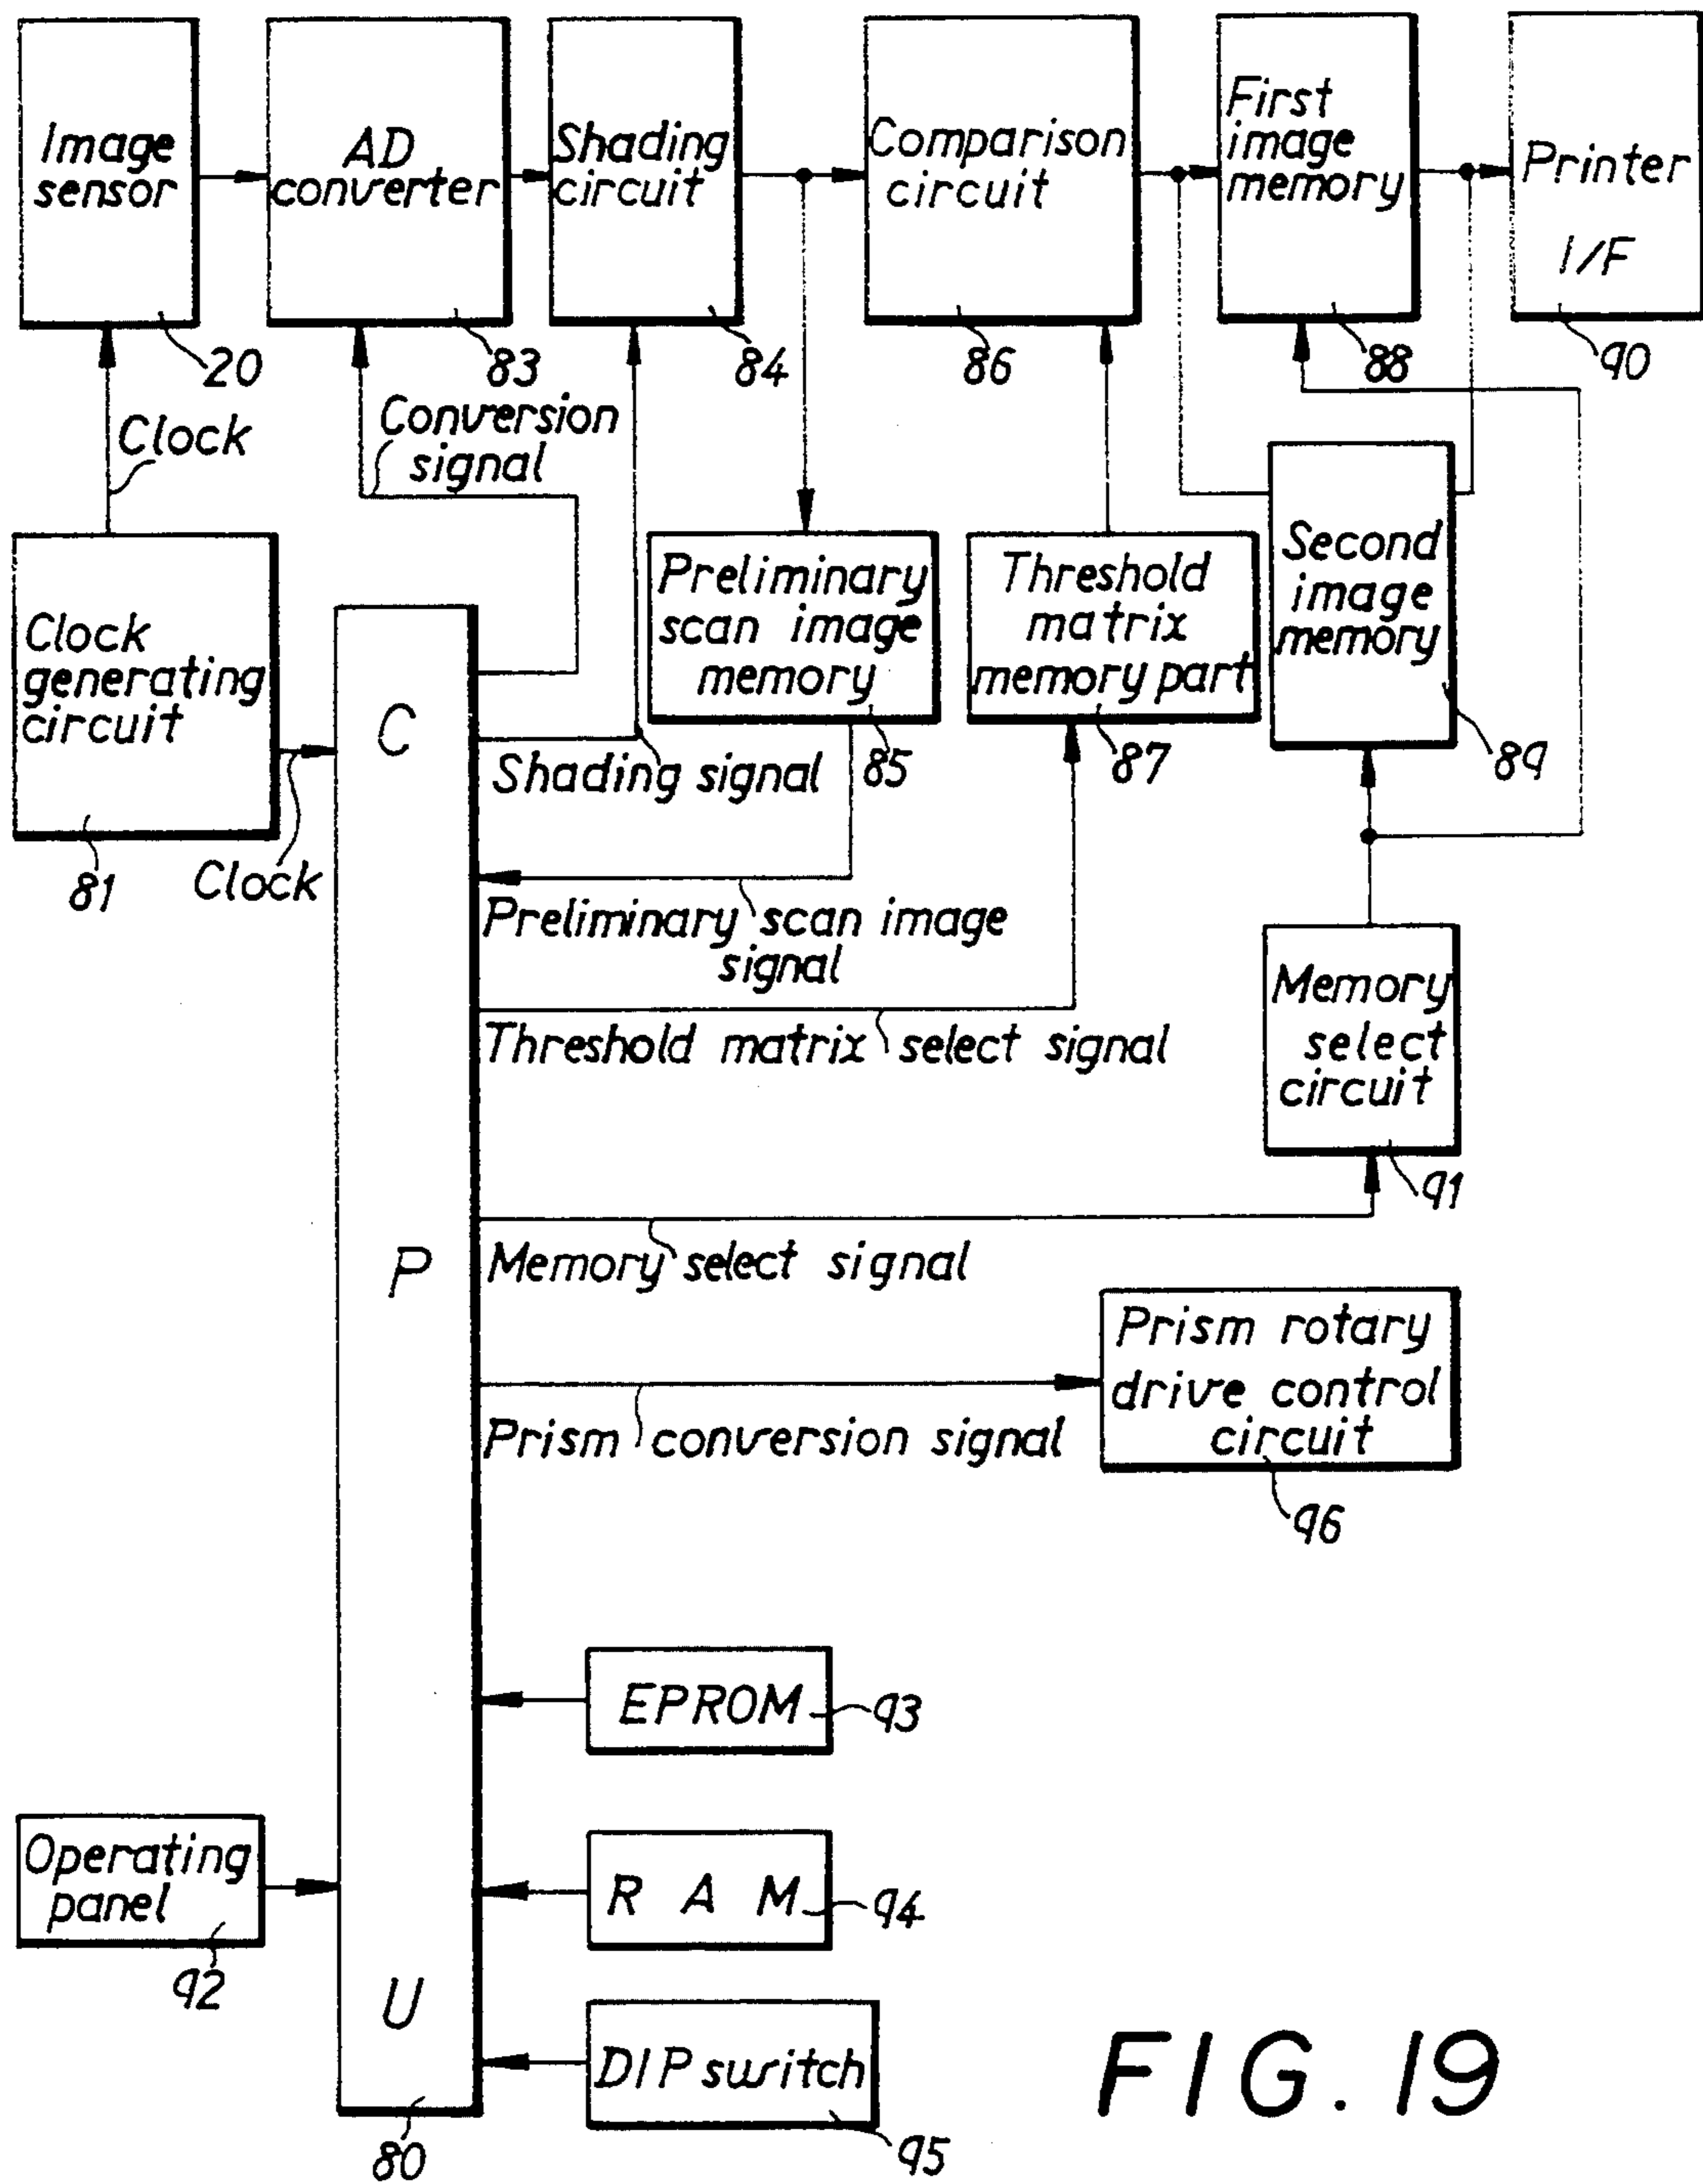 Image
sensor
20
AD
converter
83
Shading
circuit
84
Comparison
circuit
86
First
image
memory
88
Printer
I/F
90
Clock
Conversion
signal
Clock
generating
circuit
81
Clock
Shading signal
Preliminary
scan image
memory
85
Threshold
matrix
memory part
87
Second
image
memory
89
Preliminary scan image
signal
Threshold matrix select signal
Memory
select
circuit
91
Memory select signal
Prism rotary
drive control
circuit
96
Prism conversion signal
C
P
U
80
EPROM
93
Operating
panel
92
R A M
94
DIP switch
95
FIG. 19